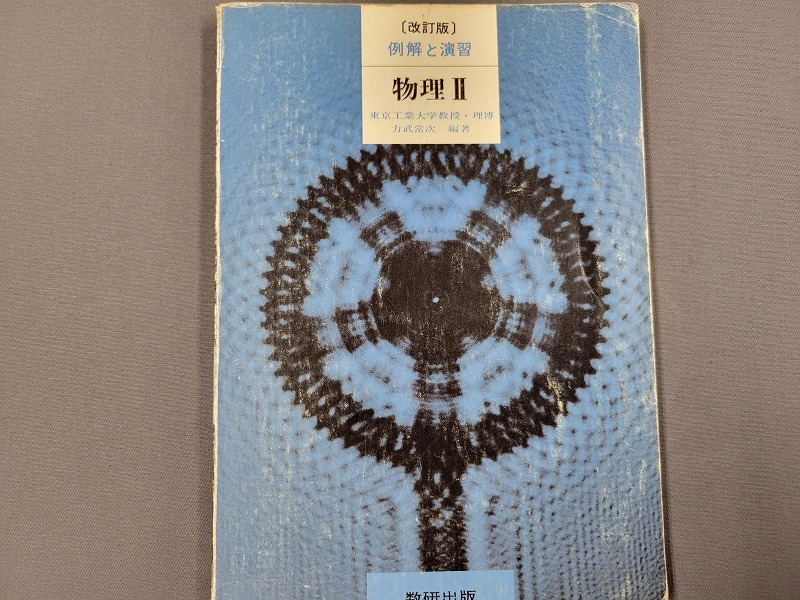 〔改訂版〕
例解と演習
物理Ⅱ
東京工業大学教授・理博
力武常次 編著
数研出版